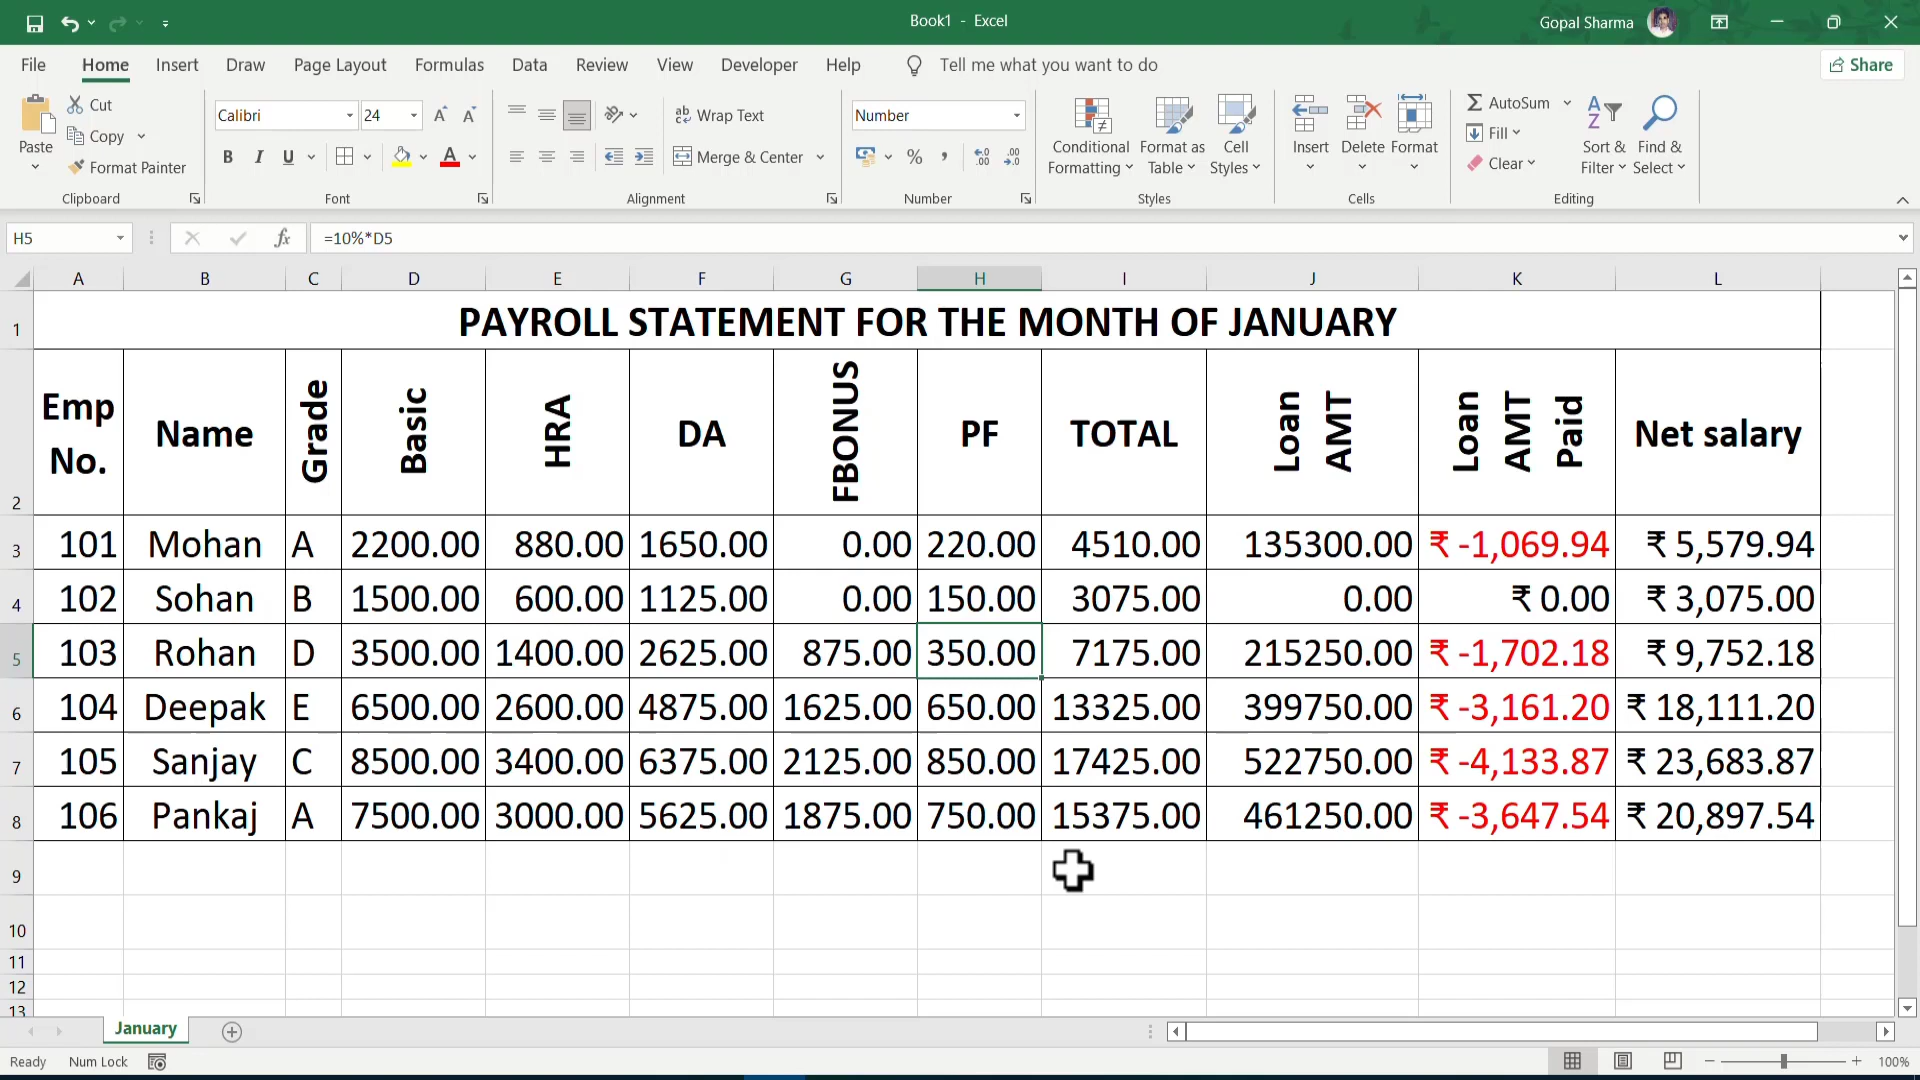 Book1 - Excel
Gopal Sharma
File Home Insert Draw Page Layout Formulas Data Review View Developer Help Tell me what you want to do Share
Paste
Cut
Copy
Format Painter
Clipboard
Calibri 24
B I U
Font
ab Wrap Text
Merge & Center
Alignment
Number
% ,
Number
Conditional Formatting
Format as Table
Cell Styles
Styles
Insert Delete Format
Cells
AutoSum
Fill
Clear
Sort & Filter
Find & Select
Editing
H5 fx =10%*D5
A B C D E F G H I J K L
1 PAYROLL STATEMENT FOR THE MONTH OF JANUARY
2 Emp No. Name Grade Basic HRA DA FBONUS PF TOTAL Loan AMT Loan AMT Paid Net salary
3 101 Mohan A 2200.00 880.00 1650.00 0.00 220.00 4510.00 135300.00 ₹ -1,069.94 ₹ 5,579.94
4 102 Sohan B 1500.00 600.00 1125.00 0.00 150.00 3075.00 0.00 ₹ 0.00 ₹ 3,075.00
5 103 Rohan D 3500.00 1400.00 2625.00 875.00 350.00 7175.00 215250.00 ₹ -1,702.18 ₹ 9,752.18
6 104 Deepak E 6500.00 2600.00 4875.00 1625.00 650.00 13325.00 399750.00 ₹ -3,161.20 ₹ 18,111.20
7 105 Sanjay C 8500.00 3400.00 6375.00 2125.00 850.00 17425.00 522750.00 ₹ -4,133.87 ₹ 23,683.87
8 106 Pankaj A 7500.00 3000.00 5625.00 1875.00 750.00 15375.00 461250.00 ₹ -3,647.54 ₹ 20,897.54
9
10
11
12
13
January
Ready Num Lock 100%